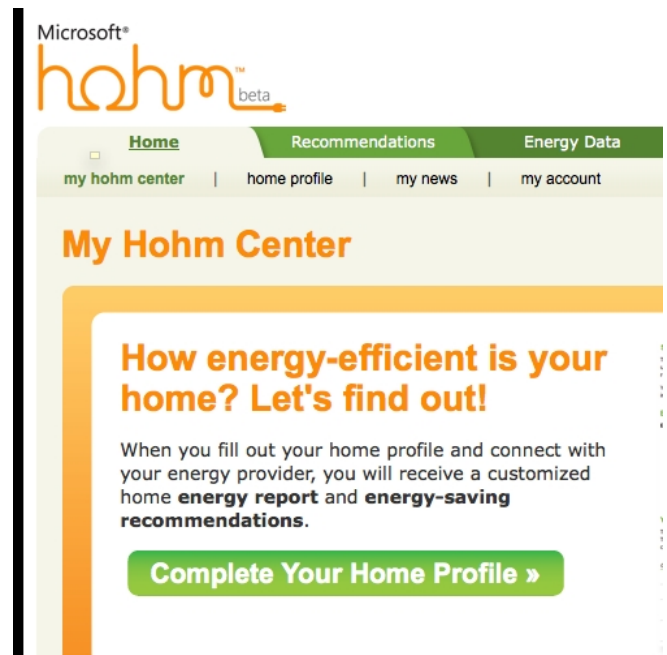 Microsoft®
hohm™ beta
Home Recommendations Energy Data
my hohm center | home profile | my news | my account
My Hohm Center
How energy-efficient is your
home? Let's find out!
When you fill out your home profile and connect with
your energy provider, you will receive a customized
home energy report and energy-saving
recommendations.
Complete Your Home Profile »